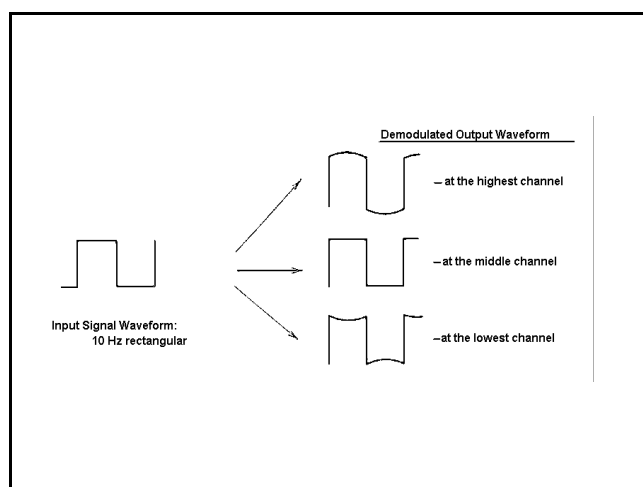 Demodulated Output Waveform
– at the highest channel
– at the middle channel
Input Signal Waveform:
10 Hz rectangular
– at the lowest channel